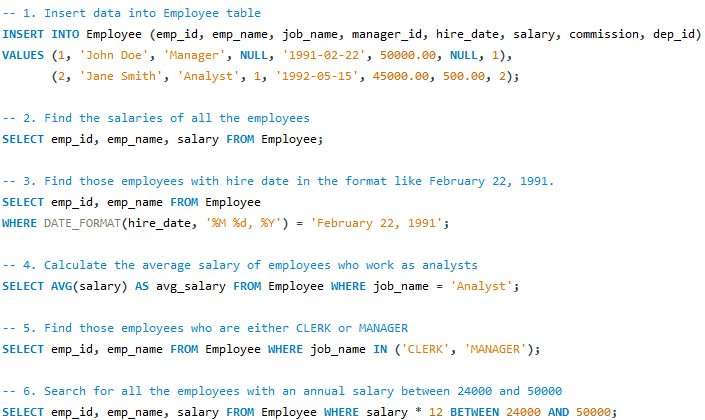 -- 1. Insert data into Employee table
INSERT INTO Employee (emp_id, emp_name, job_name, manager_id, hire_date, salary, commission, dep_id)
VALUES (1, 'John Doe', 'Manager', NULL, '1991-02-22', 50000.00, NULL, 1),
(2, 'Jane Smith', 'Analyst', 1, '1992-05-15', 45000.00, 500.00, 2);
-- 2. Find the salaries of all the employees
SELECT emp_id, emp_name, salary FROM Employee;
-- 3. Find those employees with hire date in the format like February 22, 1991.
SELECT emp_id, emp_name FROM Employee
WHERE DATE_FORMAT(hire_date, '%M %d, %Y') = 'February 22, 1991';
-- 4. Calculate the average salary of employees who work as analysts
SELECT AVG(salary) AS avg_salary FROM Employee WHERE job_name = 'Analyst';
-- 5. Find those employees who are either CLERK or MANAGER
SELECT emp_id, emp_name FROM Employee WHERE job_name IN ('CLERK', 'MANAGER');
-- 6. Search for all the employees with an annual salary between 24000 and 50000
SELECT emp_id, emp_name, salary FROM Employee WHERE salary * 12 BETWEEN 24000 AND 50000;